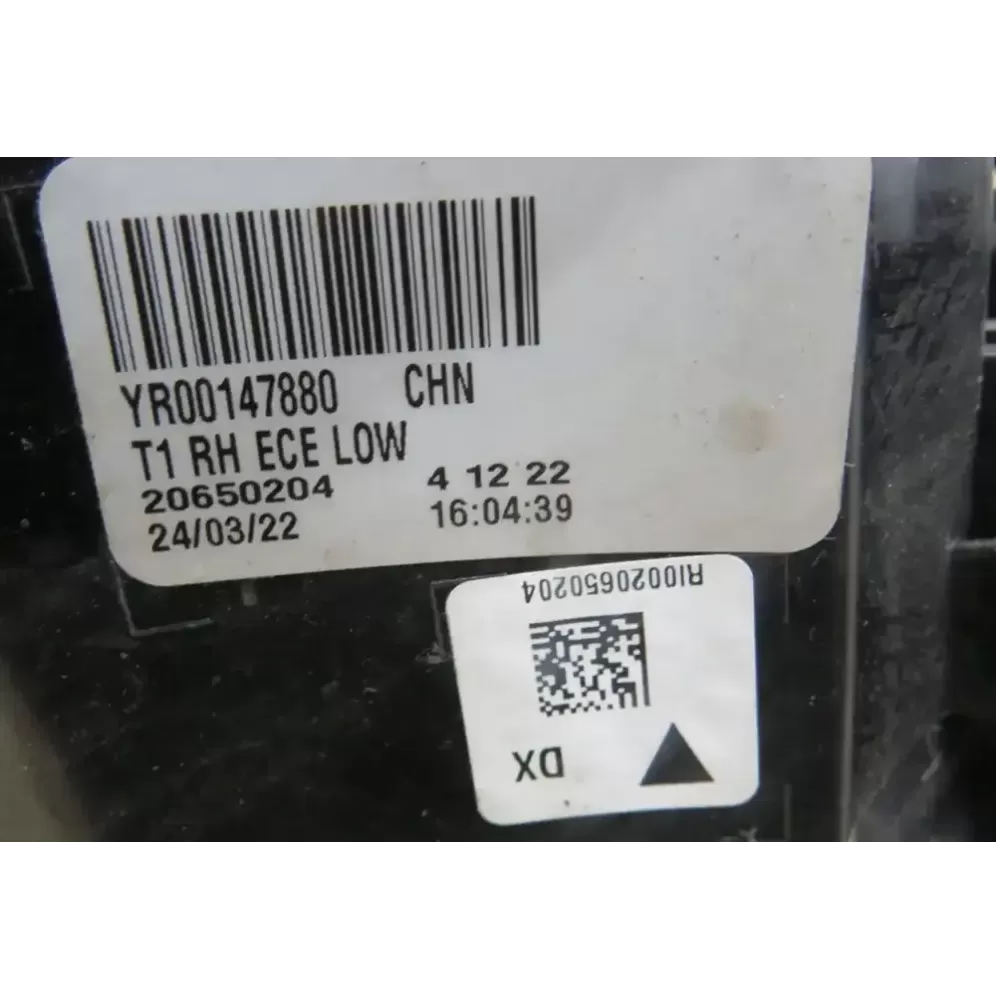 YR00147880 CHN
T1 RH ECE LOW
20650204 4 12 22
24/03/22 16:04:39
RI0020650204
DX